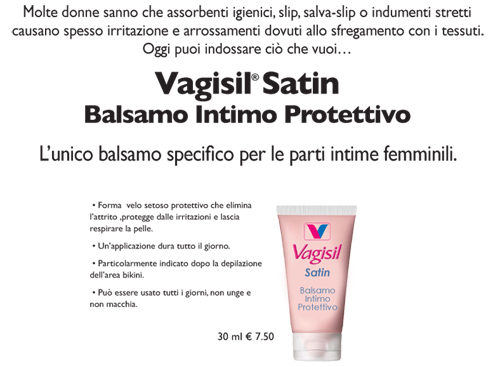 Molte donne sanno che assorbenti igienici, slip, salva-slip o indumenti stretti
causano spesso irritazione e arrossamenti dovuti allo sfregamento con i tessuti.
Oggi puoi indossare ciò che vuoi…
Vagisil® Satin
Balsamo Intimo Protettivo
L'unico balsamo specifico per le parti intime femminili.
• Forma velo setoso protettivo che elimina
l'attrito ,protegge dalle irritazioni e lascia
respirare la pelle.
• Un'applicazione dura tutto il giorno.
• Particolarmente indicato dopo la depilazione
dell'area bikini.
• Può essere usato tutti i giorni, non unge e
non macchia.
30 ml € 7.50
Vagisil
Satin
Balsamo
Intimo
Protettivo